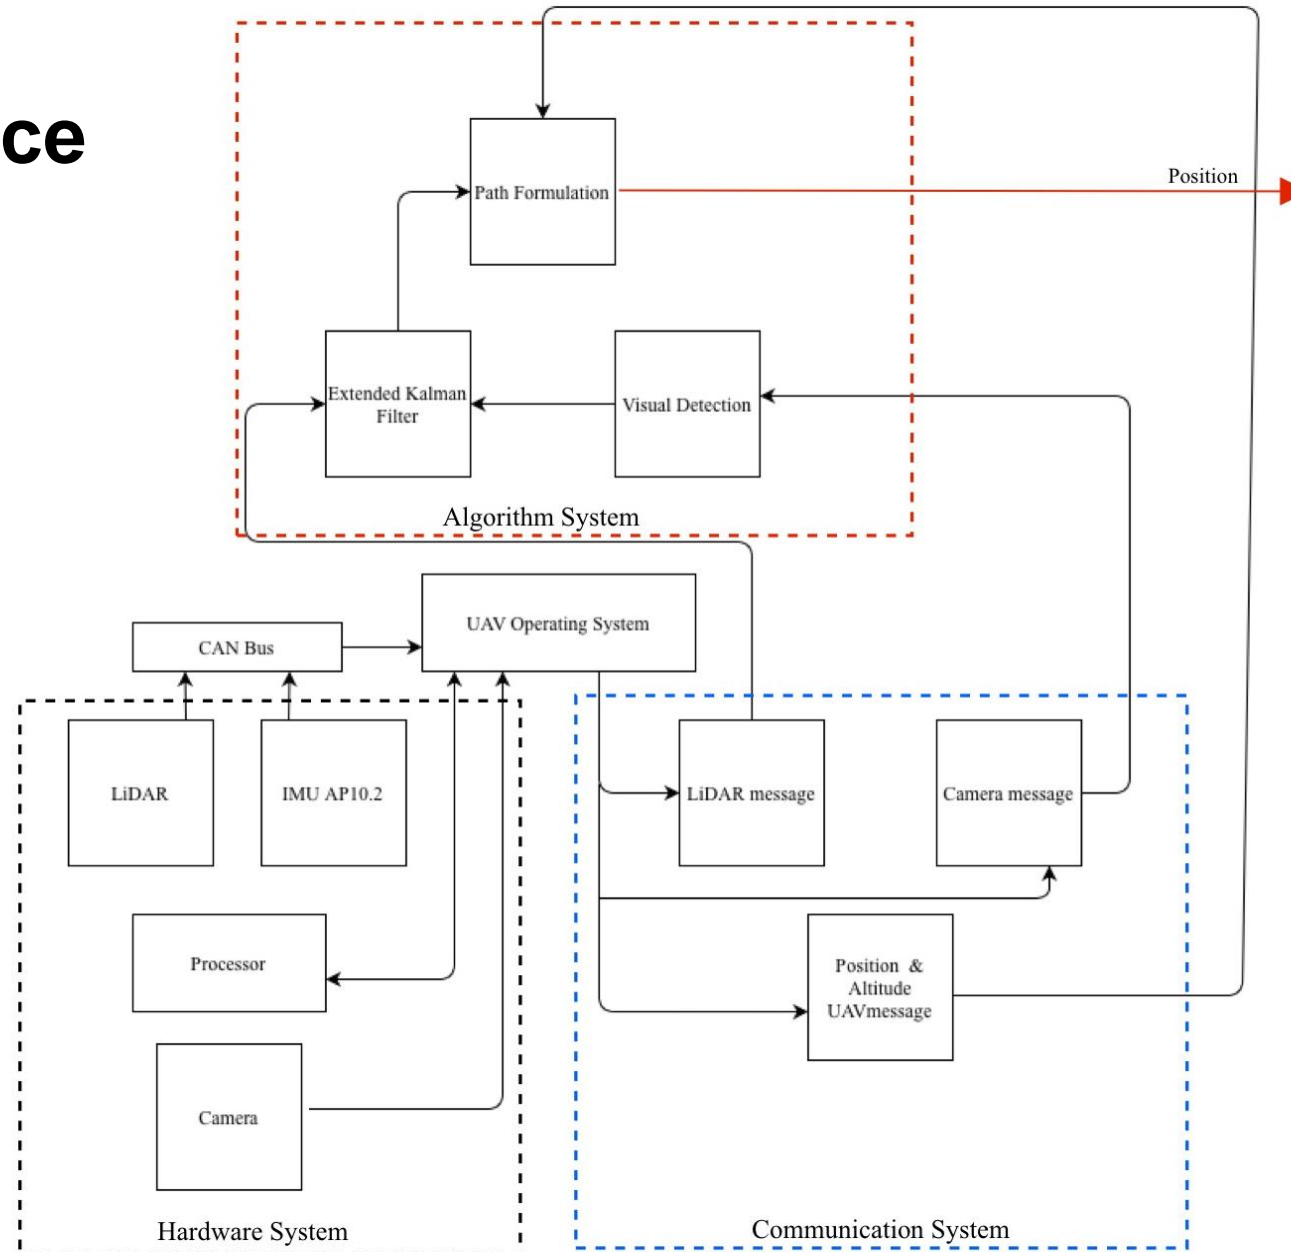 ce
Position
Path Formulation
Extended Kalman
Filter
Visual Detection
Algorithm System
UAV Operating System
CAN Bus
LiDAR
IMU AP10.2
LiDAR message
Camera message
Processor
Position &
Altitude
UAVmessage
Camera
Hardware System
Communication System